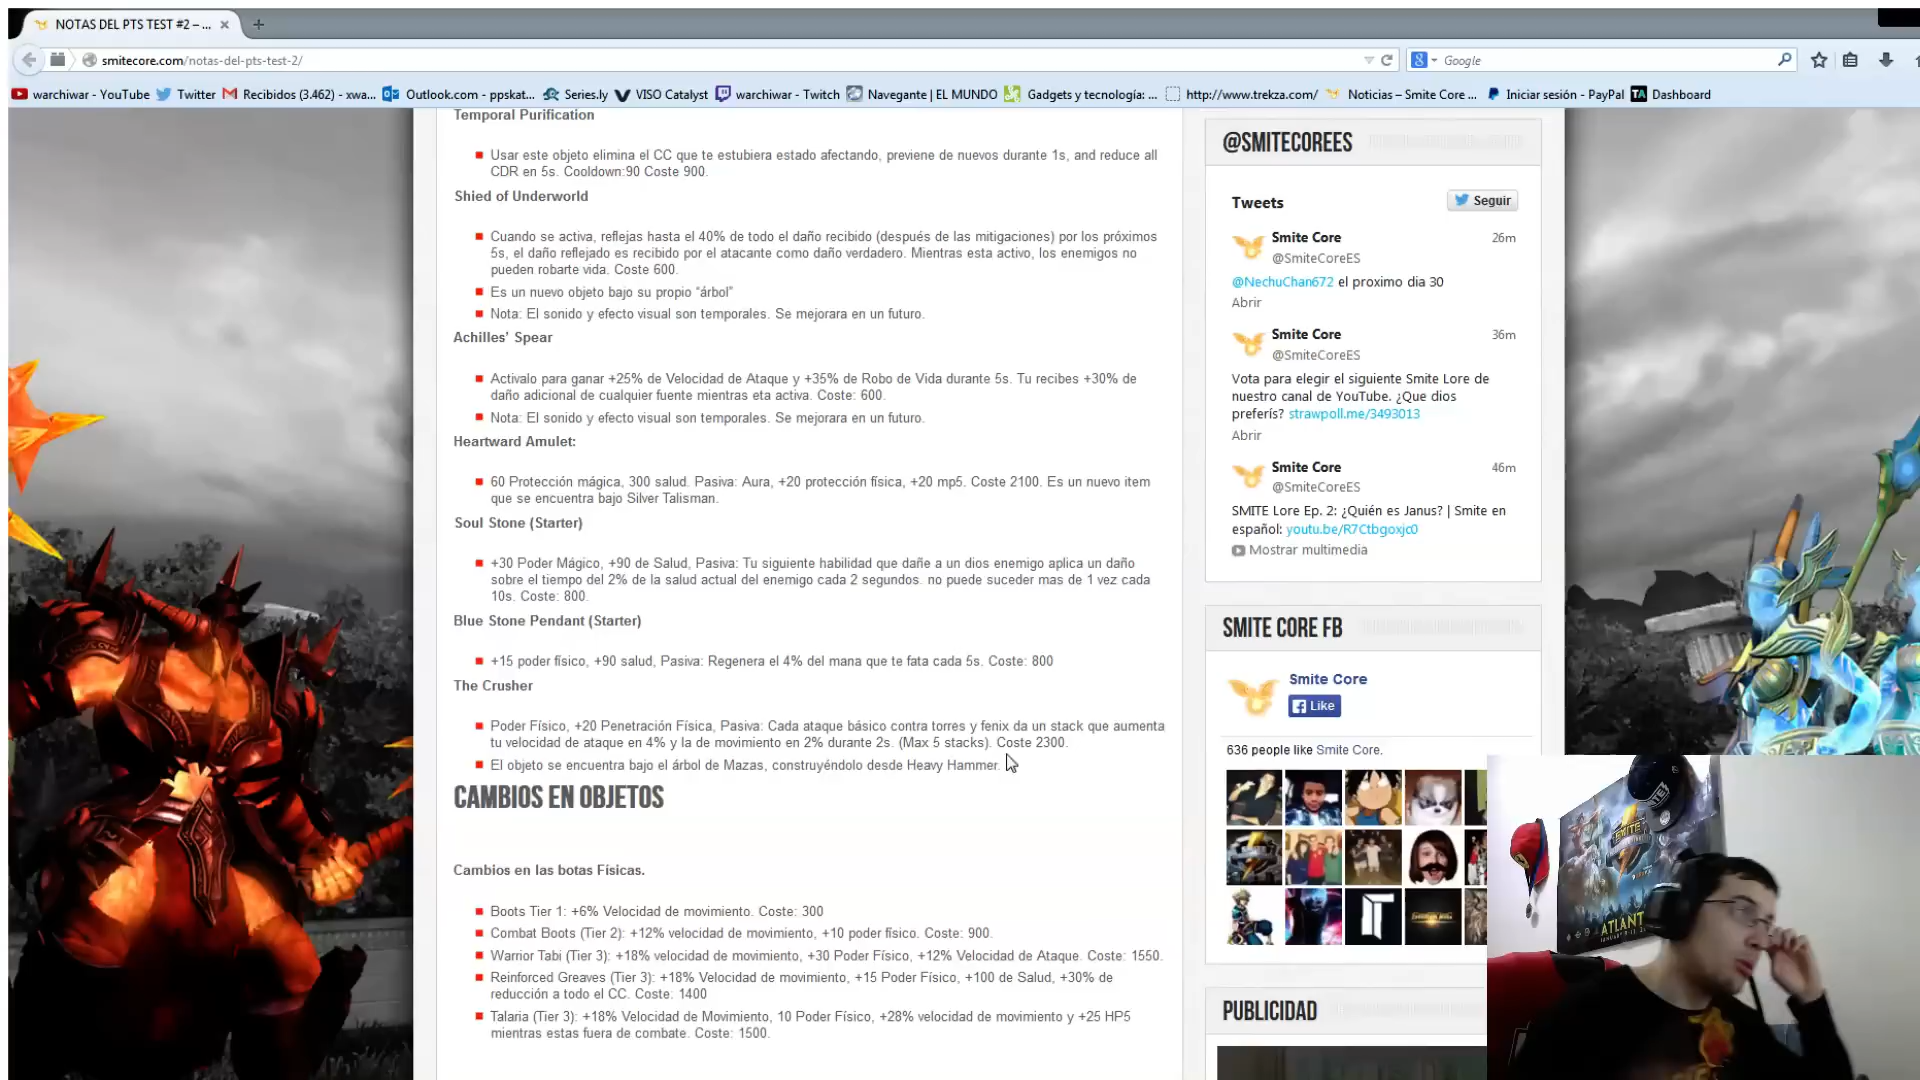 NOTAS DEL PTS TEST #2 – ...
smitecore.com/notas-del-pts-test-2/
Google
warchiwar - YouTube
Twitter
Recibidos (3.462) - xwa...
Outlook.com - ppskat...
Series.ly
VISO Catalyst
warchiwar - Twitch
Navegante | EL MUNDO
Gadgets y tecnología: ...
http://www.trekza.com/
Noticias – Smite Core ...
Iniciar sesión - PayPal
Dashboard
Temporal Purification
Usar este objeto elimina el CC que te estubiera estado afectando, previene de nuevos durante 1s, and reduce all
CDR en 5s. Cooldown:90 Coste 900.
Shied of Underworld
Cuando se activa, reflejas hasta el 40% de todo el daño recibido (después de las mitigaciones) por los próximos
5s, el daño reflejado es recibido por el atacante como daño verdadero. Mientras esta activo, los enemigos no
pueden robarte vida. Coste 600.
Es un nuevo objeto bajo su propio “árbol”
Nota: El sonido y efecto visual son temporales. Se mejorara en un futuro.
Achilles’ Spear
Activalo para ganar +25% de Velocidad de Ataque y +35% de Robo de Vida durante 5s. Tu recibes +30% de
daño adicional de cualquier fuente mientras eta activa. Coste: 600.
Nota: El sonido y efecto visual son temporales. Se mejorara en un futuro.
Heartward Amulet:
60 Protección mágica, 300 salud. Pasiva: Aura, +20 protección física, +20 mp5. Coste 2100. Es un nuevo item
que se encuentra bajo Silver Talisman.
Soul Stone (Starter)
+30 Poder Mágico, +90 de Salud, Pasiva: Tu siguiente habilidad que dañe a un dios enemigo aplica un daño
sobre el tiempo del 2% de la salud actual del enemigo cada 2 segundos. no puede suceder mas de 1 vez cada
10s. Coste: 800.
Blue Stone Pendant (Starter)
+15 poder físico, +90 salud, Pasiva: Regenera el 4% del mana que te fata cada 5s. Coste: 800
The Crusher
Poder Físico, +20 Penetración Física, Pasiva: Cada ataque básico contra torres y fenix da un stack que aumenta
tu velocidad de ataque en 4% y la de movimiento en 2% durante 2s. (Max 5 stacks). Coste 2300.
El objeto se encuentra bajo el árbol de Mazas, construyéndolo desde Heavy Hammer.
CAMBIOS EN OBJETOS
Cambios en las botas Físicas.
Boots Tier 1: +6% Velocidad de movimiento. Coste: 300
Combat Boots (Tier 2): +12% velocidad de movimiento, +10 poder físico. Coste: 900.
Warrior Tabi (Tier 3): +18% velocidad de movimiento, +30 Poder Físico, +12% Velocidad de Ataque. Coste: 1550.
Reinforced Greaves (Tier 3): +18% Velocidad de movimiento, +15 Poder Físico, +100 de Salud, +30% de
reducción a todo el CC. Coste: 1400
Talaria (Tier 3): +18% Velocidad de Movimiento, 10 Poder Físico, +28% velocidad de movimiento y +25 HP5
mientras estas fuera de combate. Coste: 1500.
@SMITECOREES
Tweets
Seguir
Smite Core 26m
@SmiteCoreES
@NechuChan672 el proximo dia 30
Abrir
Smite Core 36m
@SmiteCoreES
Vota para elegir el siguiente Smite Lore de
nuestro canal de YouTube. ¿Que dios
preferís? strawpoll.me/3493013
Abrir
Smite Core 46m
@SmiteCoreES
SMITE Lore Ep. 2: ¿Quién es Janus? | Smite en
español: youtu.be/R7Ctbgoxjc0
Mostrar multimedia
SMITE CORE FB
Smite Core
Like
636 people like Smite Core.
PUBLICIDAD
SMITE
ATLANT